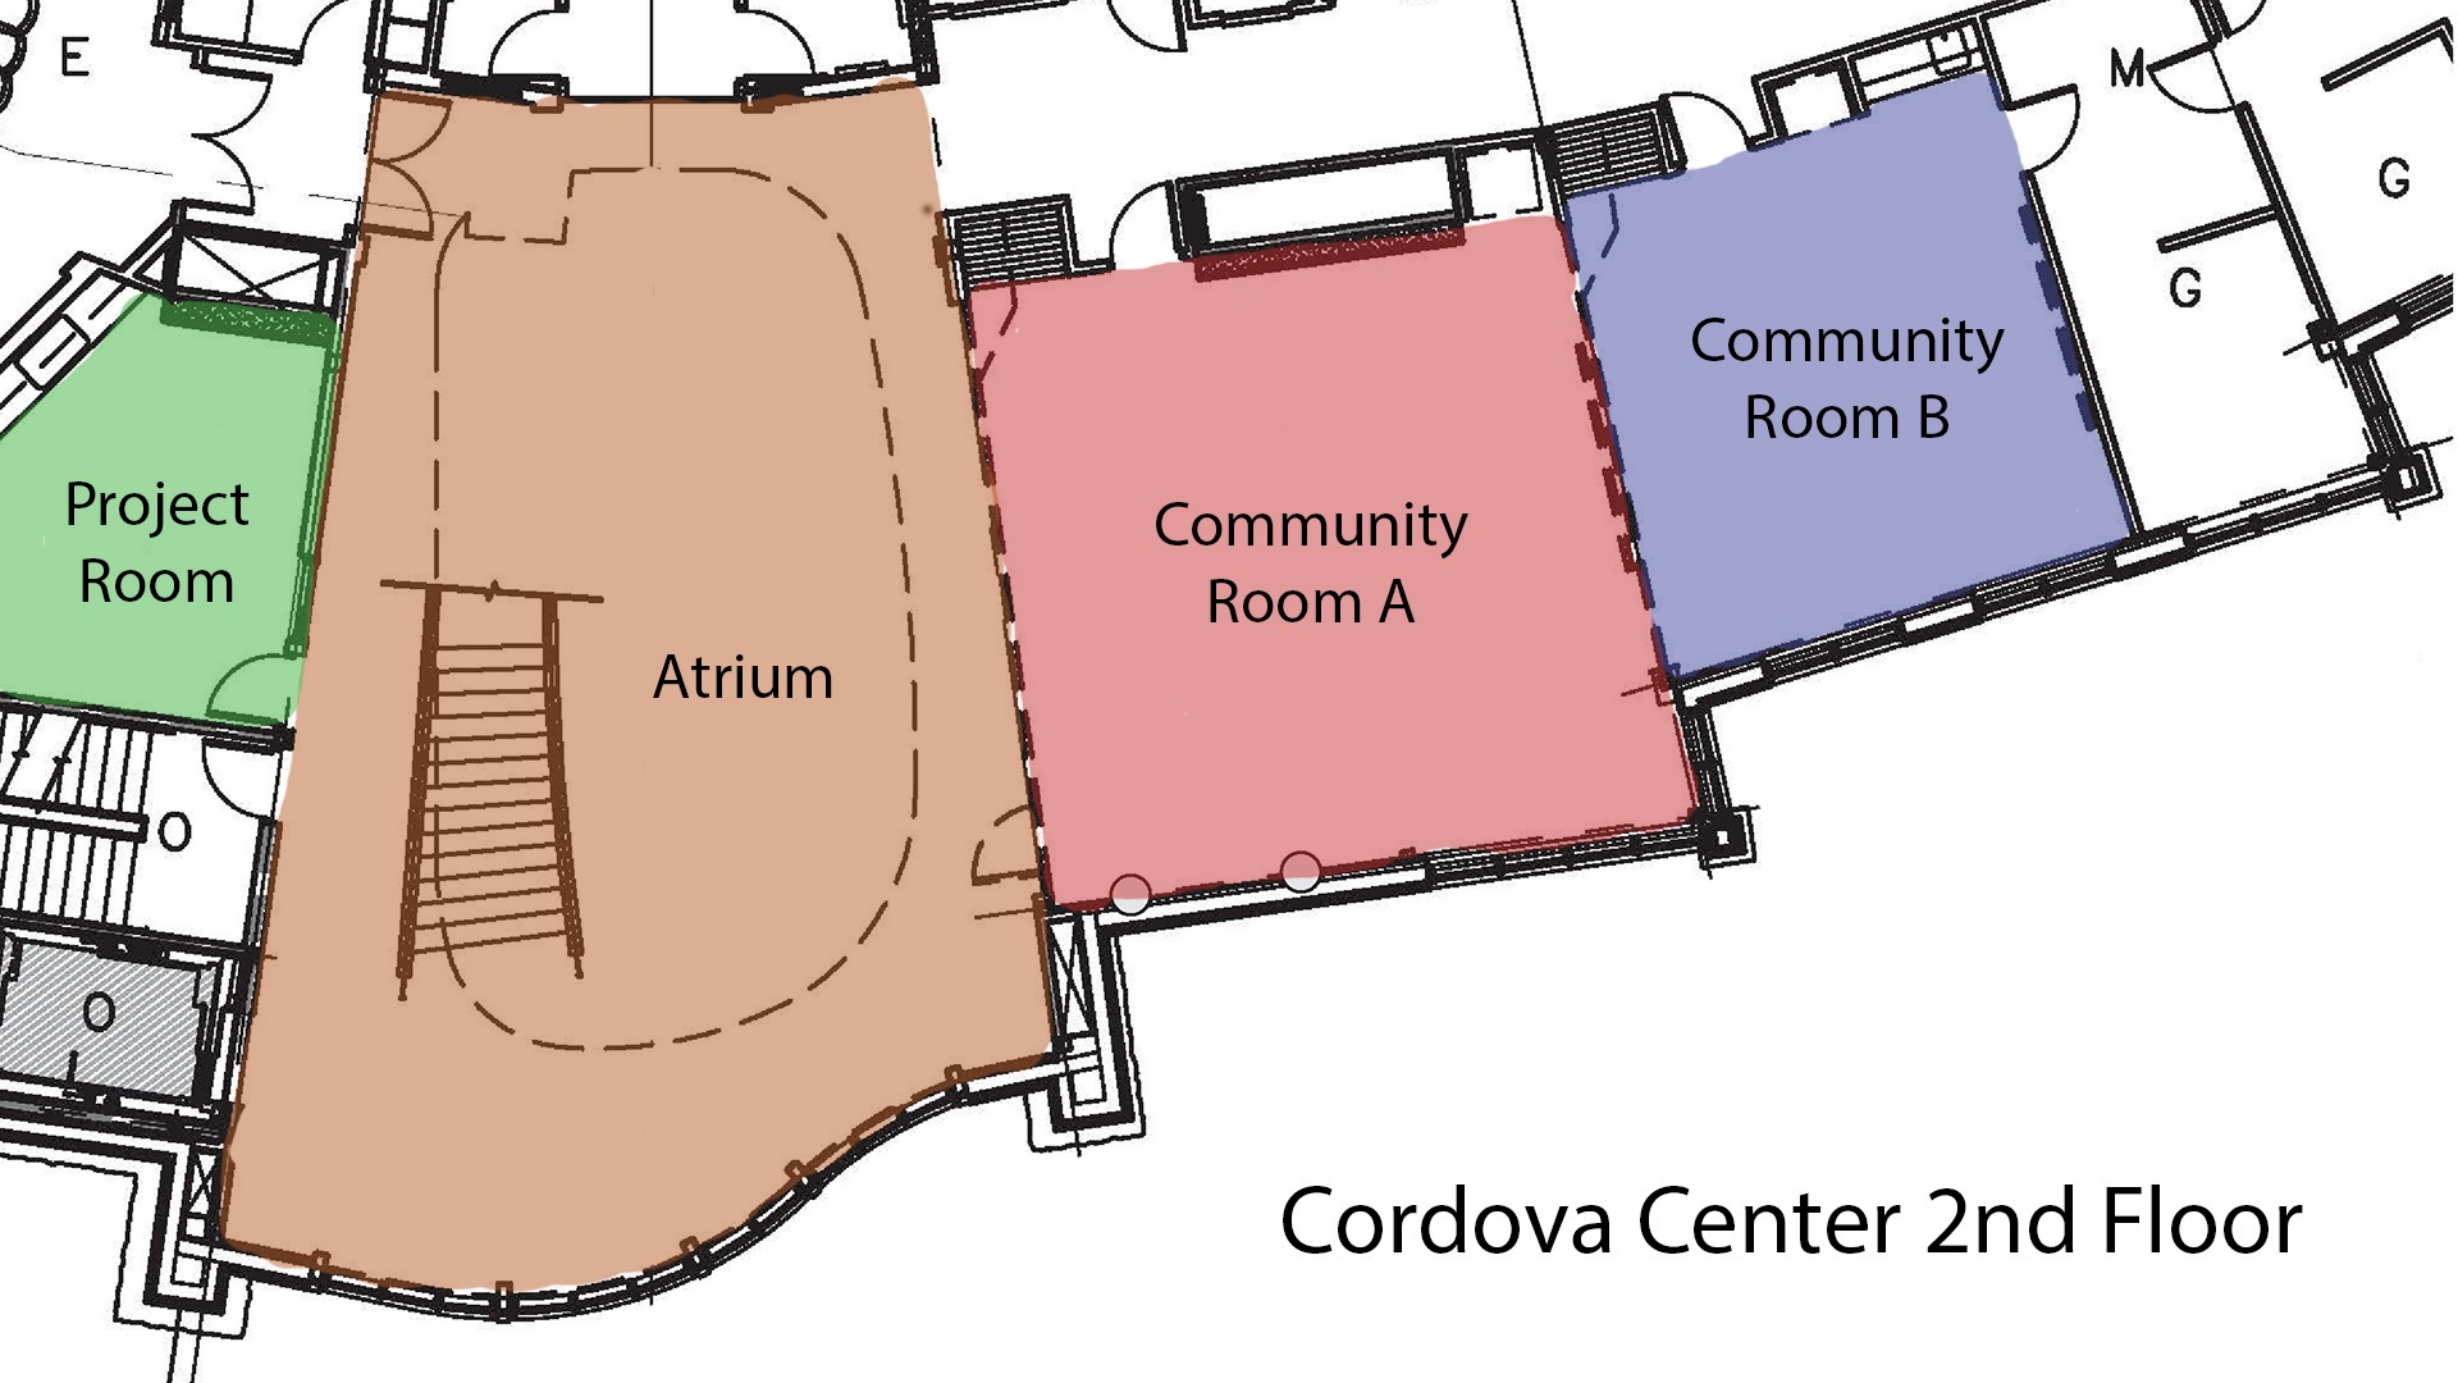 E
M
G
G
Project
Room
Atrium
Community
Room A
Community
Room B
O
O
Cordova Center 2nd Floor